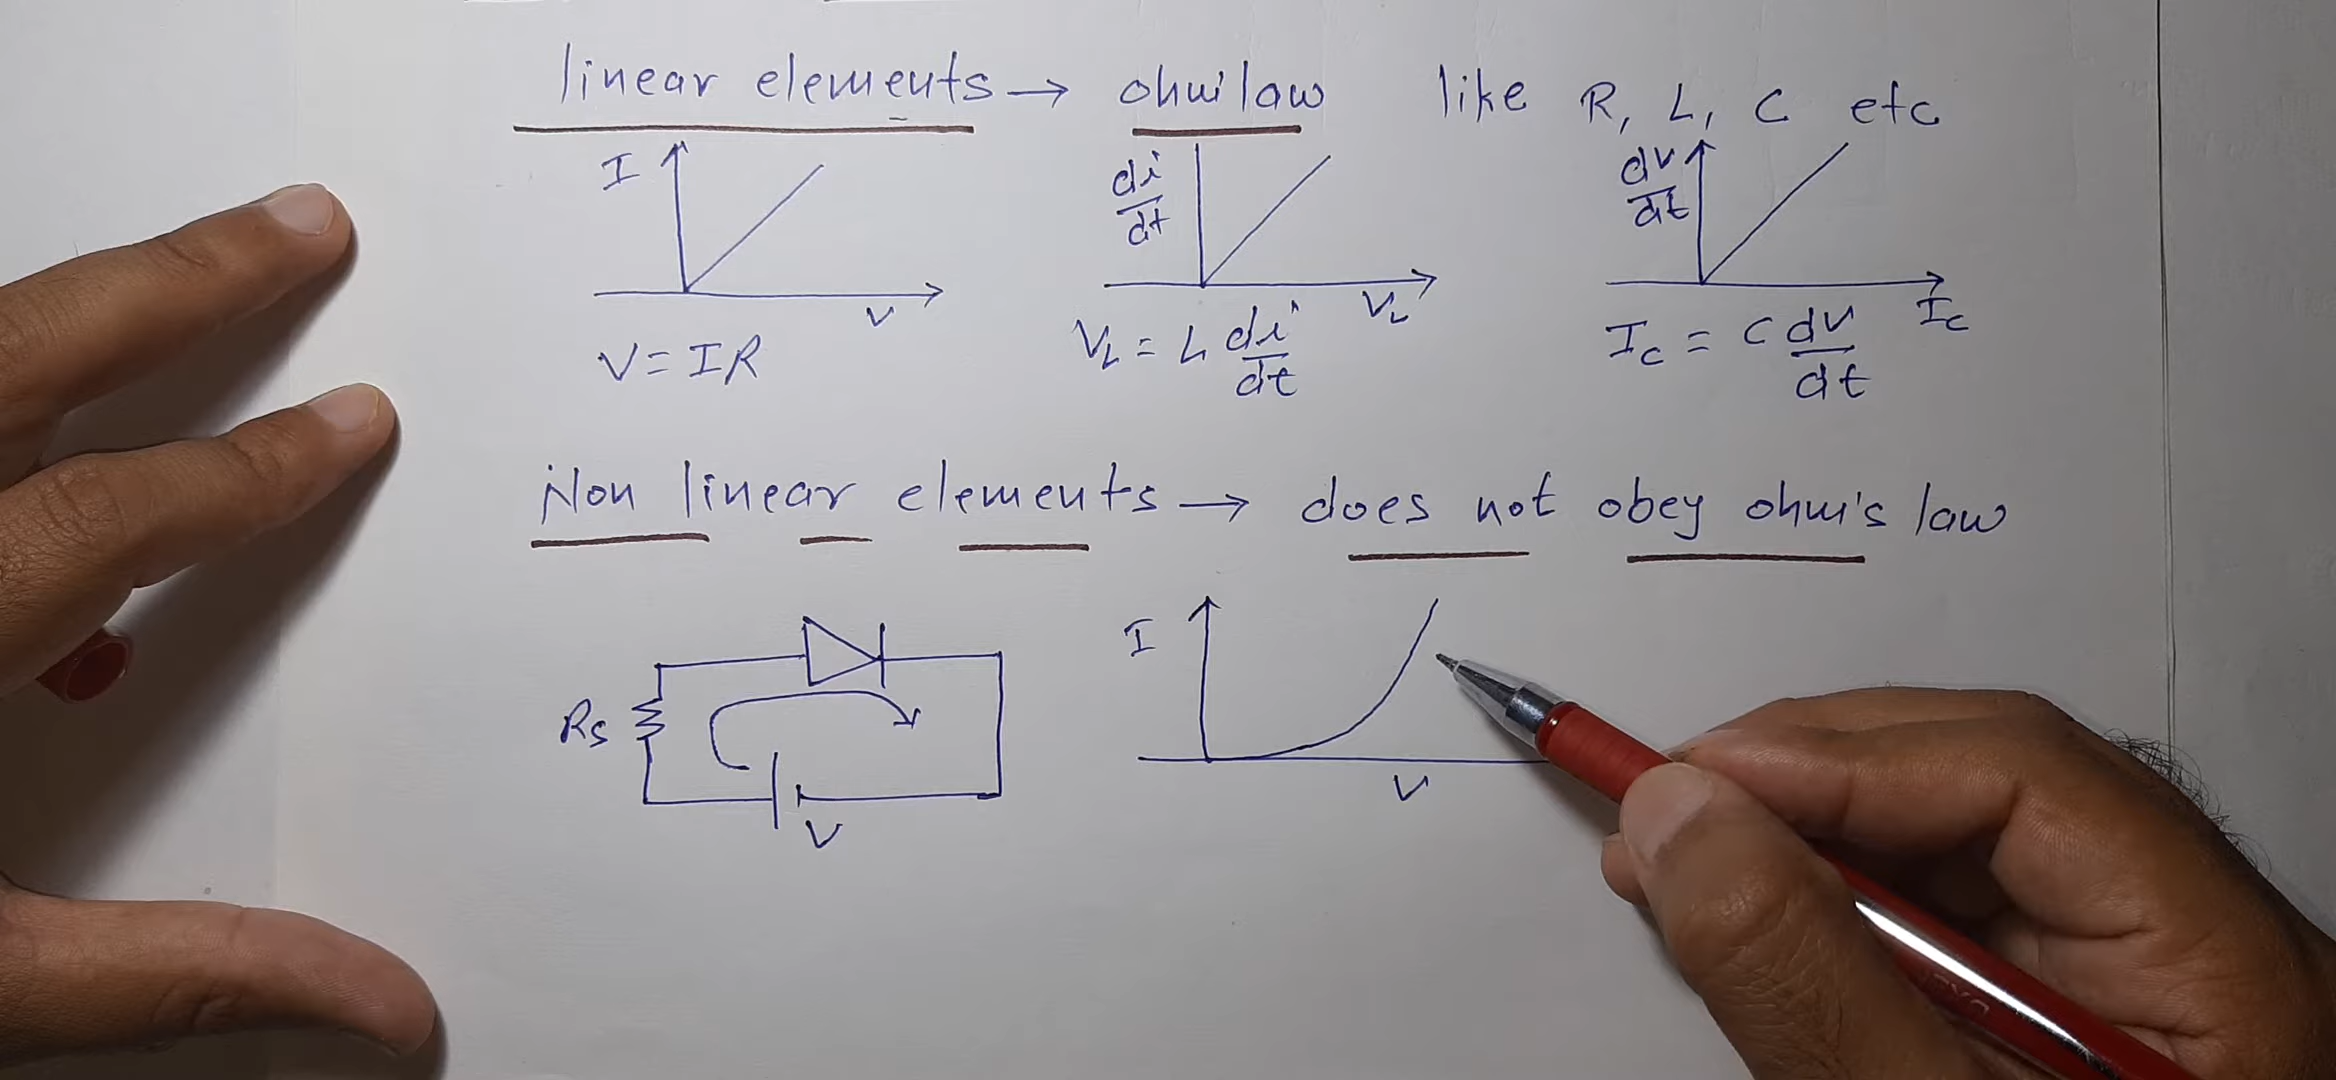 linear elements → ohm' law like R, L, C etc
I V
di/dt VL
dv/dt Ic
V = IR
VL = L di/dt
Ic = C dv/dt
Non linear elements → does not obey ohm's law
Rs V
I V